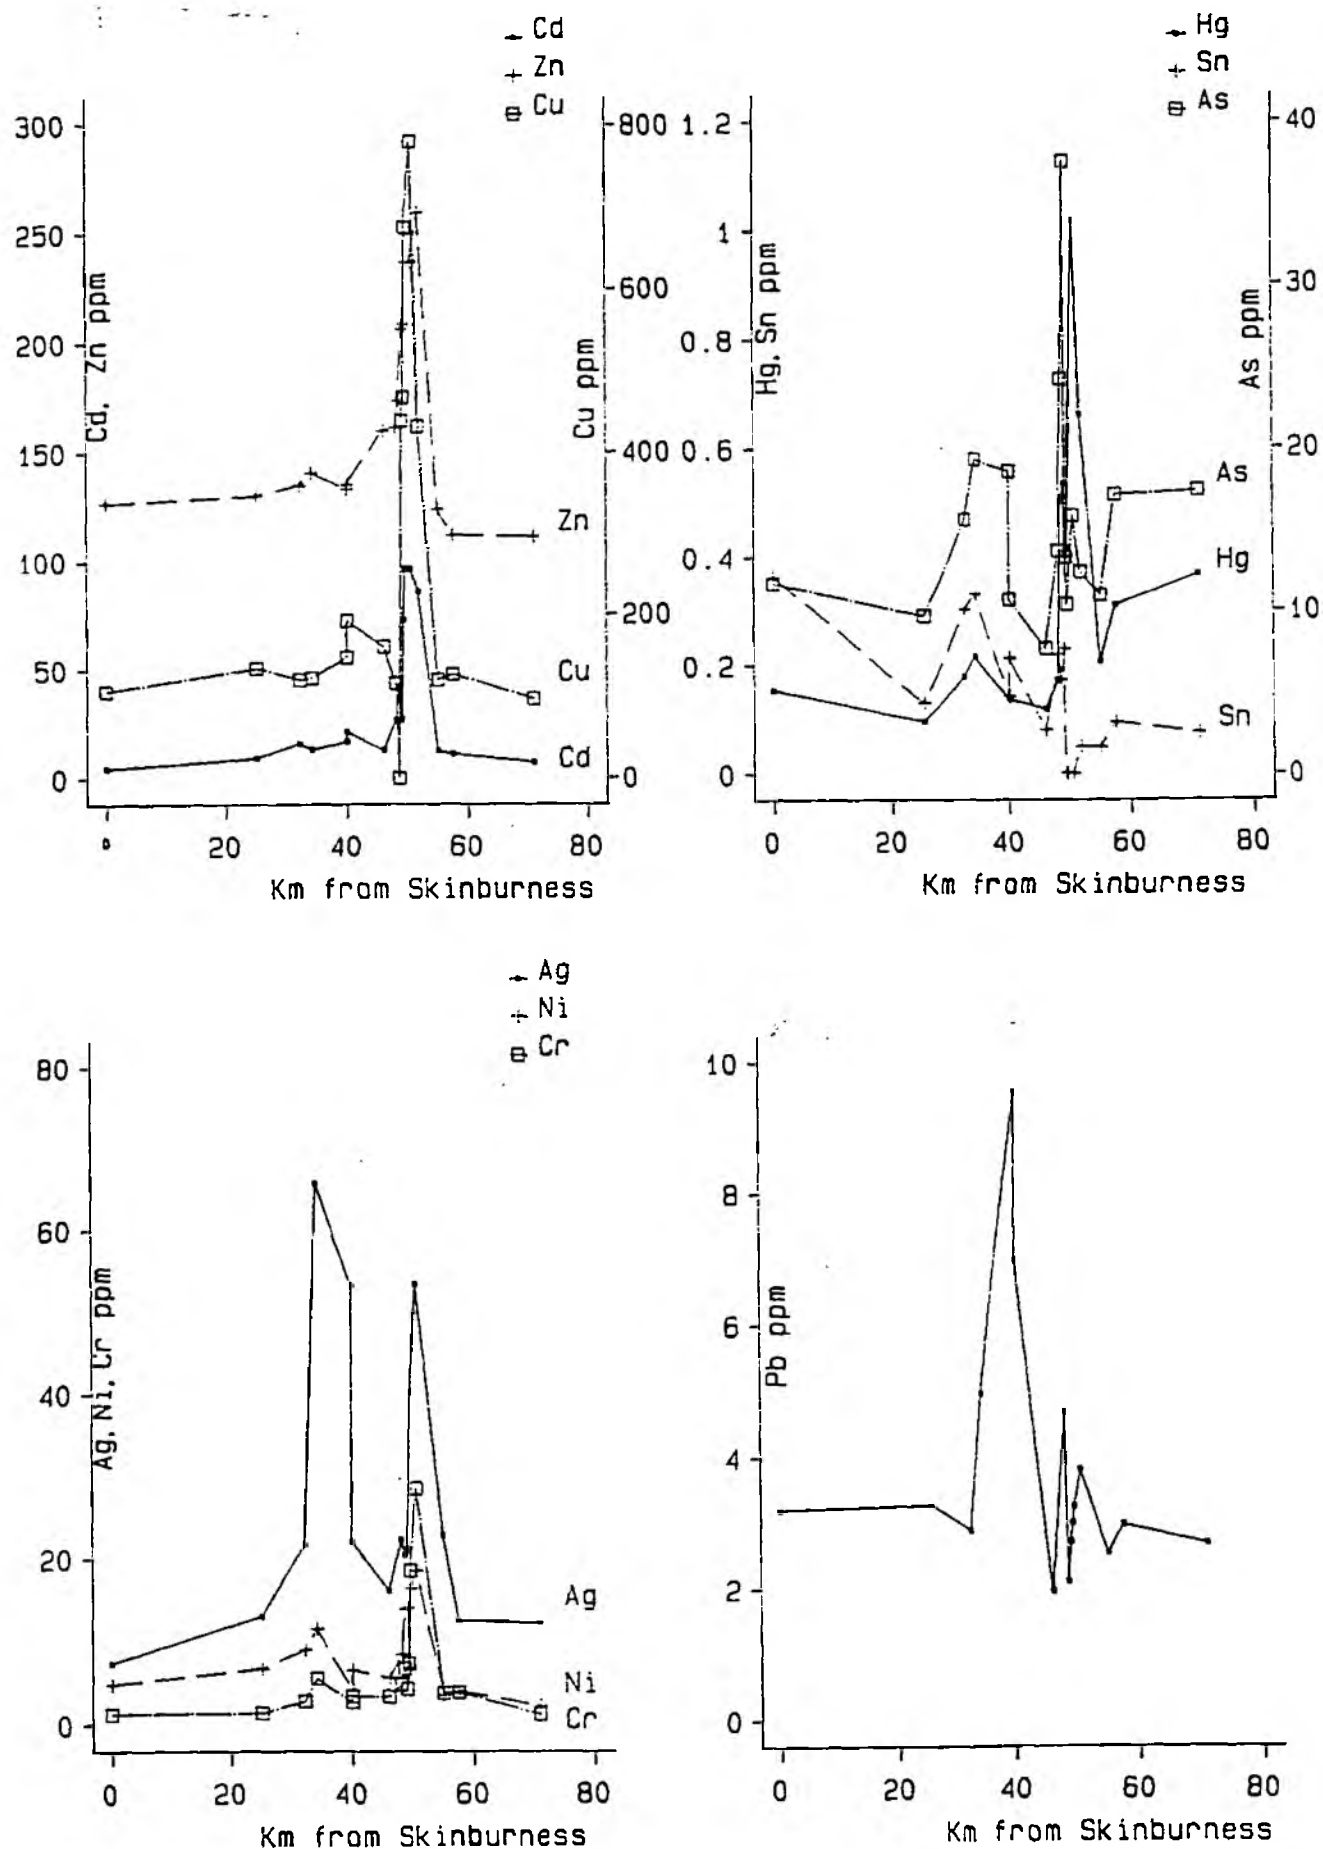 Cd
Zn
Cu
300
250
200
150
100
50
0
Cd, Zn ppm
800
600
400
200
0
Cu ppm
Zn
Cu
Cd
0 20 40 60 80
Km from Skinburness
Hg
Sn
As
1.2
1
0.8
0.6
0.4
0.2
0
Hg, Sn ppm
40
30
20
10
0
As ppm
As
Hg
Sn
0 20 40 60 80
Km from Skinburness
Ag
Ni
Cr
80
60
40
20
0
Ag, Ni, Cr ppm
Ag
Ni
Cr
0 20 40 60 80
Km from Skinburness
10
8
6
4
2
0
Pb ppm
0 20 40 60 80
Km from Skinburness